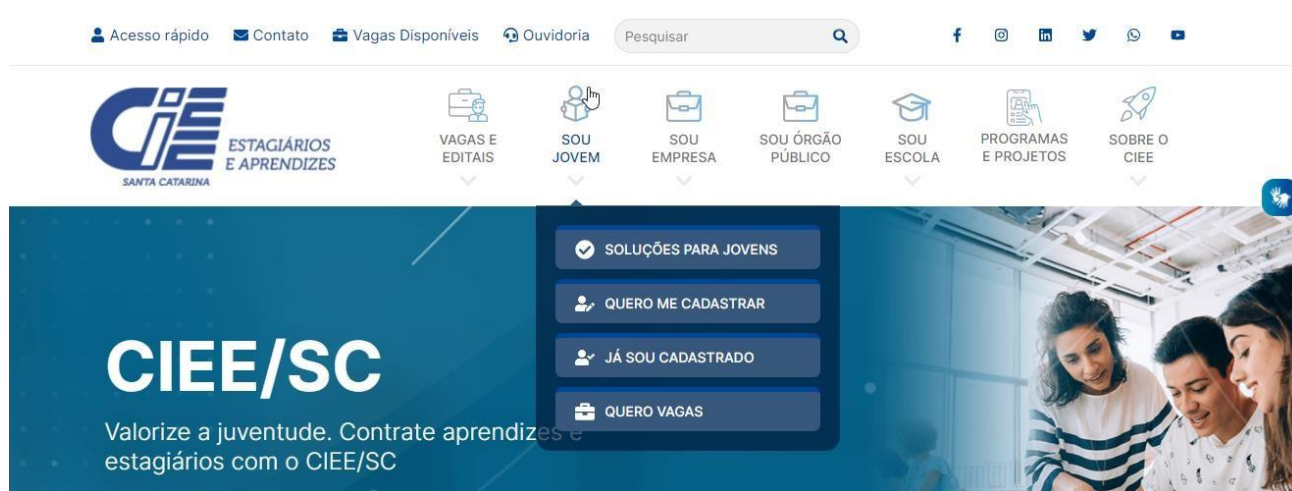 Acesso rápido Contato Vagas Disponíveis Ouvidoria Pesquisar
CIEE
ESTAGIÁRIOS
E APRENDIZES
SANTA CATARINA
VAGAS E
EDITAIS
SOU
JOVEM
SOU
EMPRESA
SOU ÓRGÃO
PÚBLICO
SOU
ESCOLA
PROGRAMAS
E PROJETOS
SOBRE O
CIEE
SOLUÇÕES PARA JOVENS
QUERO ME CADASTRAR
JÁ SOU CADASTRADO
QUERO VAGAS
CIEE/SC
Valorize a juventude. Contrate aprendizes e
estagiários com o CIEE/SC